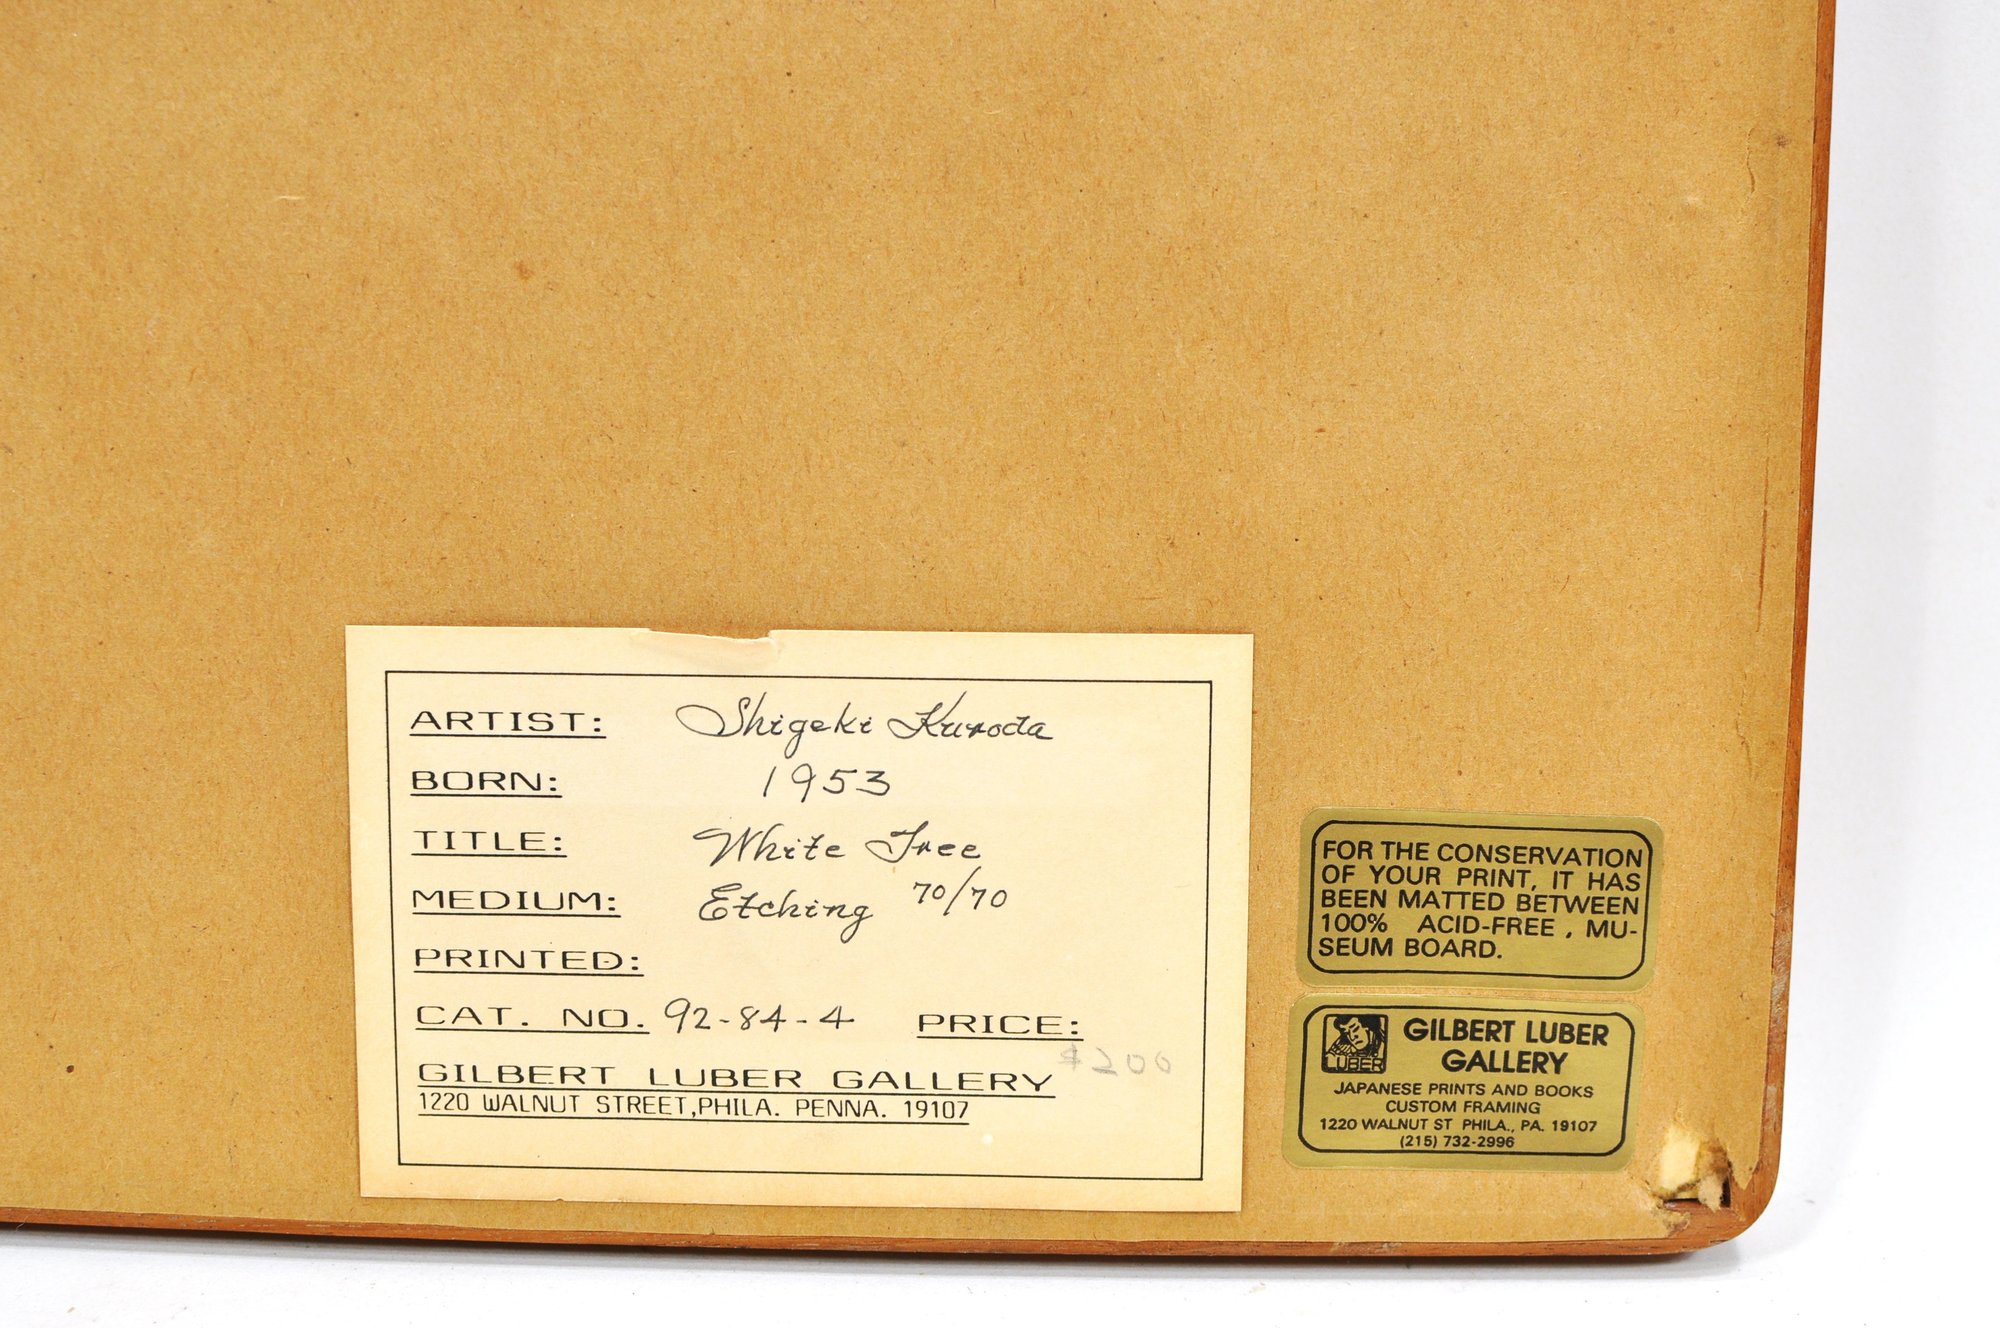 ARTIST: Shigeki Kuroda
BORN: 1953
TITLE: White Tree
MEDIUM: Etching 70/70
PRINTED:
CAT. NO. 92-84-4 PRICE:
$200
GILBERT LUBER GALLERY
1220 WALNUT STREET,PHILA. PENNA. 19107
FOR THE CONSERVATION
OF YOUR PRINT, IT HAS
BEEN MATTED BETWEEN
100% ACID-FREE , MU-
SEUM BOARD.
LUBER
GILBERT LUBER
GALLERY
JAPANESE PRINTS AND BOOKS
CUSTOM FRAMING
1220 WALNUT ST PHILA., PA. 19107
(215) 732-2996